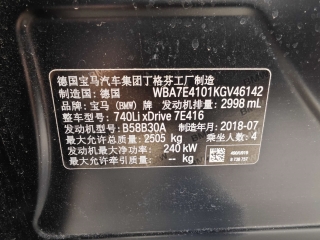 德国宝马汽车集团丁格芬工厂制造
制造：德国 WBA7E4101KGV46142
品牌：宝马 (BMW) 牌 发动机排量：2998 mL
整车型号：740Li xDrive 7E416
发动机型号：B58B30A 制造年月：2018-07
最大允许总质量：2505 kg 乘坐人数：4
发动机最大净功率：240 kW
最大允许牵引质量：-- kg